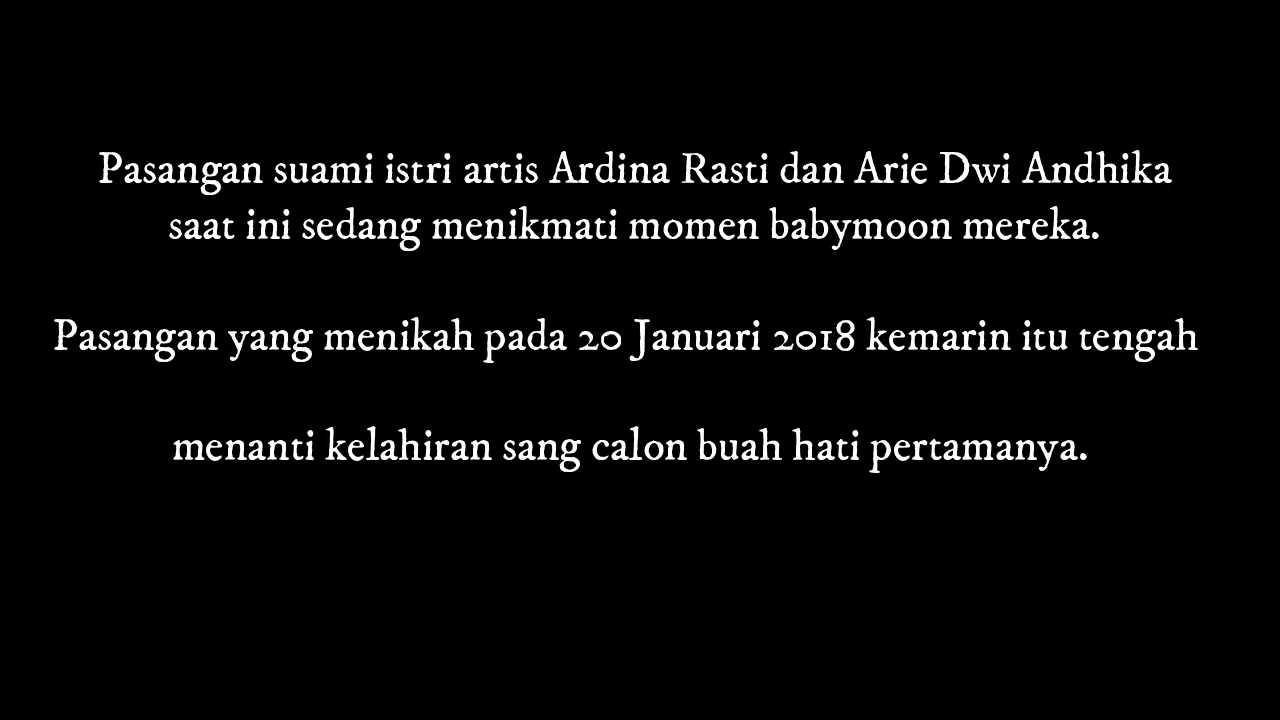 Pasangan suami istri artis Ardina Rasti dan Arie Dwi Andhika
saat ini sedang menikmati momen babymoon mereka.
Pasangan yang menikah pada 20 Januari 2018 kemarin itu tengah
menanti kelahiran sang calon buah hati pertamanya.